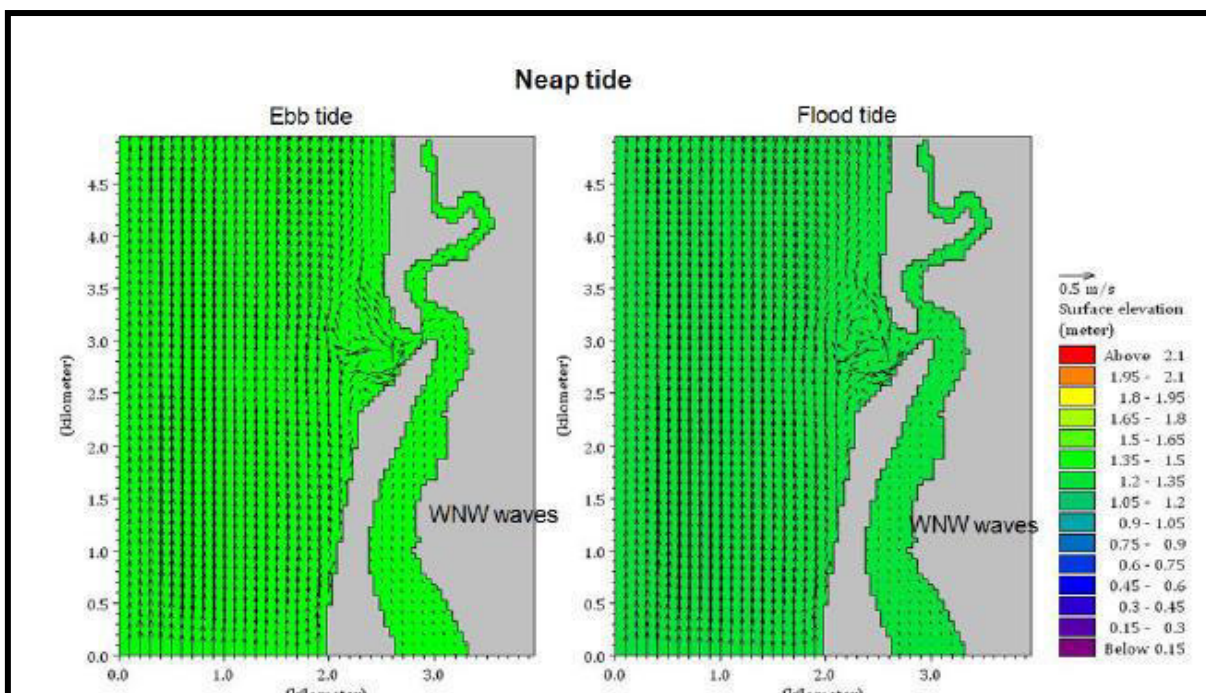 Neap tide
Ebb tide
Flood tide
4.5
4.0
3.5
3.0
2.5
2.0
1.5
1.0
0.5
0.0
(kilometer)
0.0
1.0
2.0
3.0
(kilometer)
WNW waves
4.5
4.0
3.5
3.0
2.5
2.0
1.5
1.0
0.5
0.0
(kilometer)
0.0
1.0
2.0
3.0
(kilometer)
WNW waves
0.5 m/s
Surface elevation
(meter)
Above 2.1
1.95 - 2.1
1.8 - 1.95
1.65 - 1.8
1.5 - 1.65
1.35 - 1.5
1.2 - 1.35
1.05 - 1.2
0.9 - 1.05
0.75 - 0.9
0.6 - 0.75
0.45 - 0.6
0.3 - 0.45
0.15 - 0.3
Below 0.15